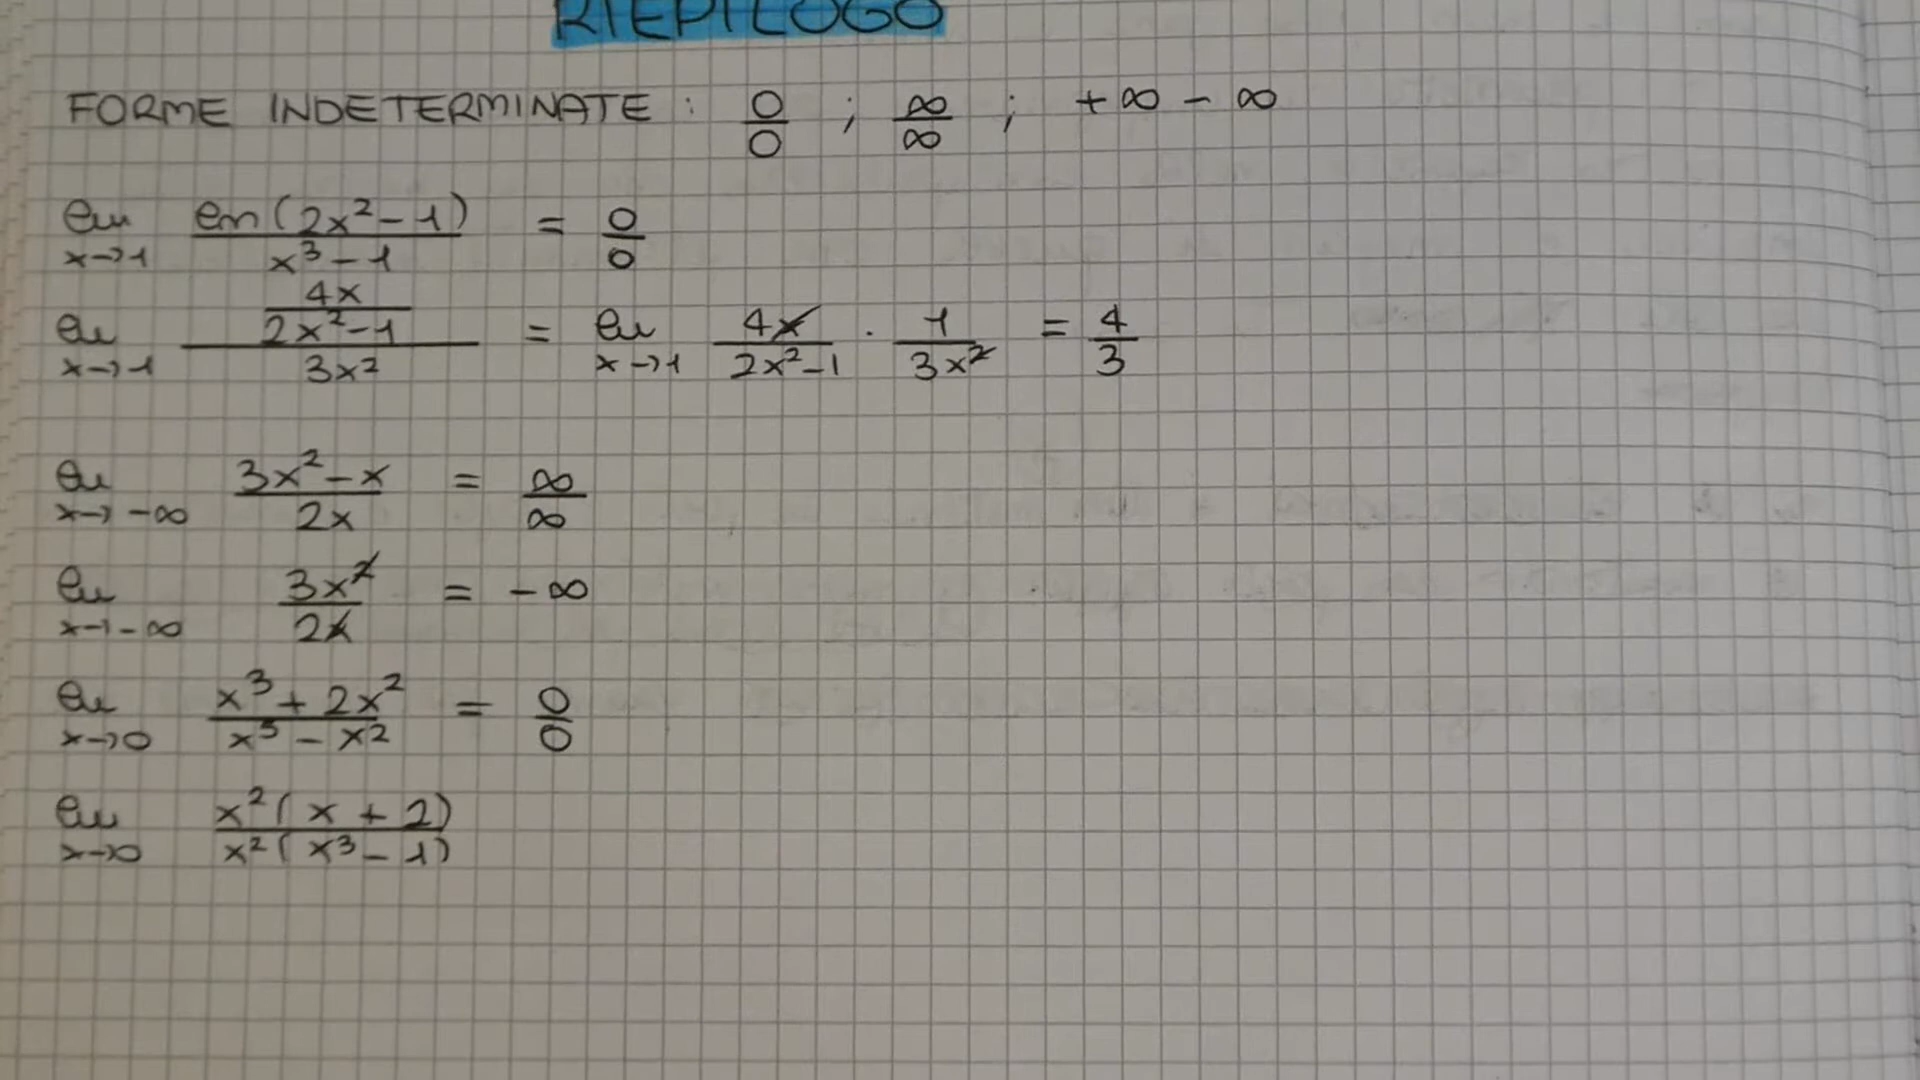 RIEPILOGO
FORME INDETERMINATE: 0/0 ; ∞/∞ ; +∞ - ∞
lim x→1 ln(2x²-1)/(x³-1) = 0/0
lim x→1 (4x/(2x²-1))/(3x²) = lim x→1 4x/(2x²-1) · 1/(3x²) = 4/3
lim x→-∞ (3x²-x)/(2x) = ∞/∞
lim x→-∞ 3x²/(2x) = -∞
lim x→0 (x³+2x²)/(x⁵-x²) = 0/0
lim x→0 x²(x+2)/(x²(x³-1))